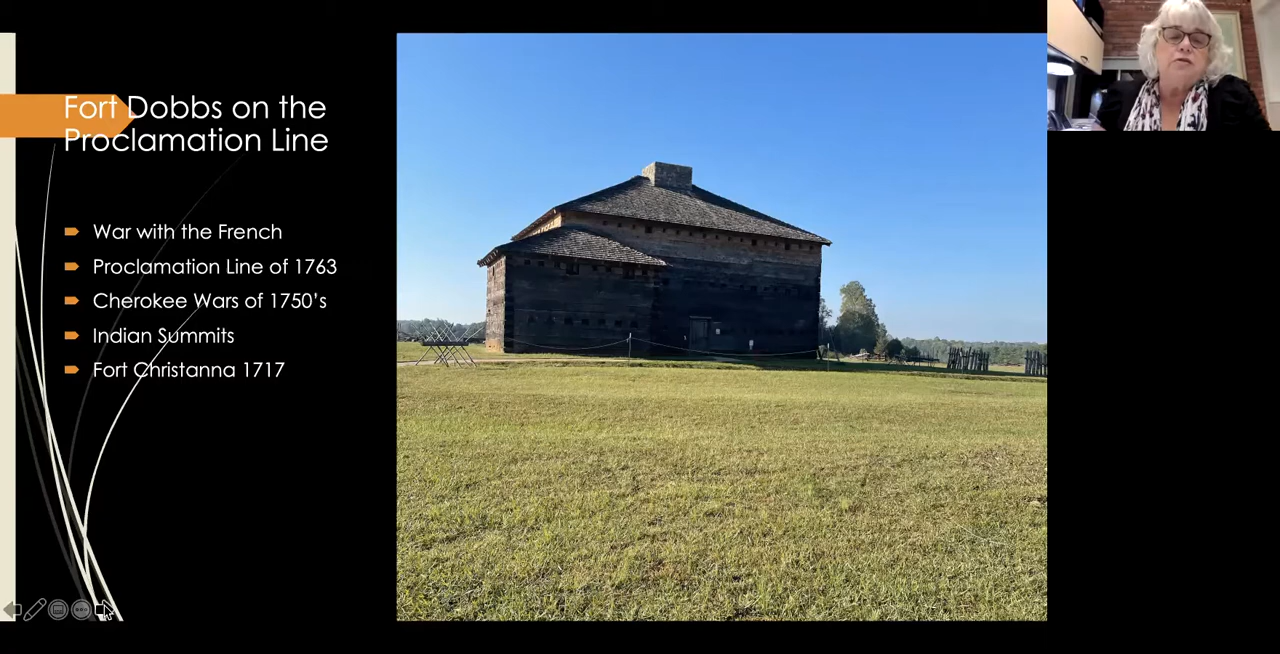 Fort Dobbs on the
Proclamation Line
War with the French
Proclamation Line of 1763
Cherokee Wars of 1750's
Indian Summits
Fort Christanna 1717